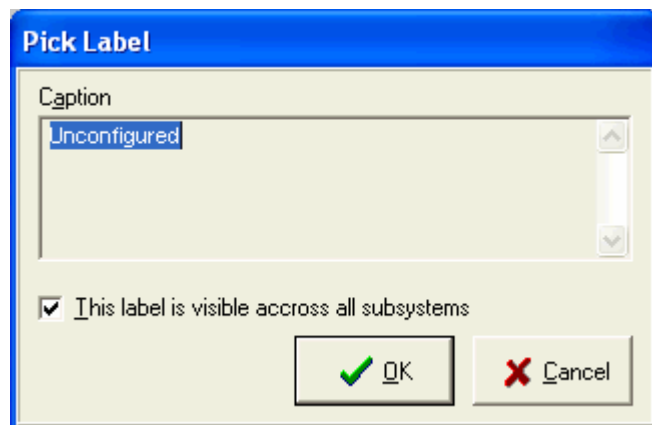 Pick Label
Caption
Unconfigured
This label is visible accross all subsystems
OK
Cancel